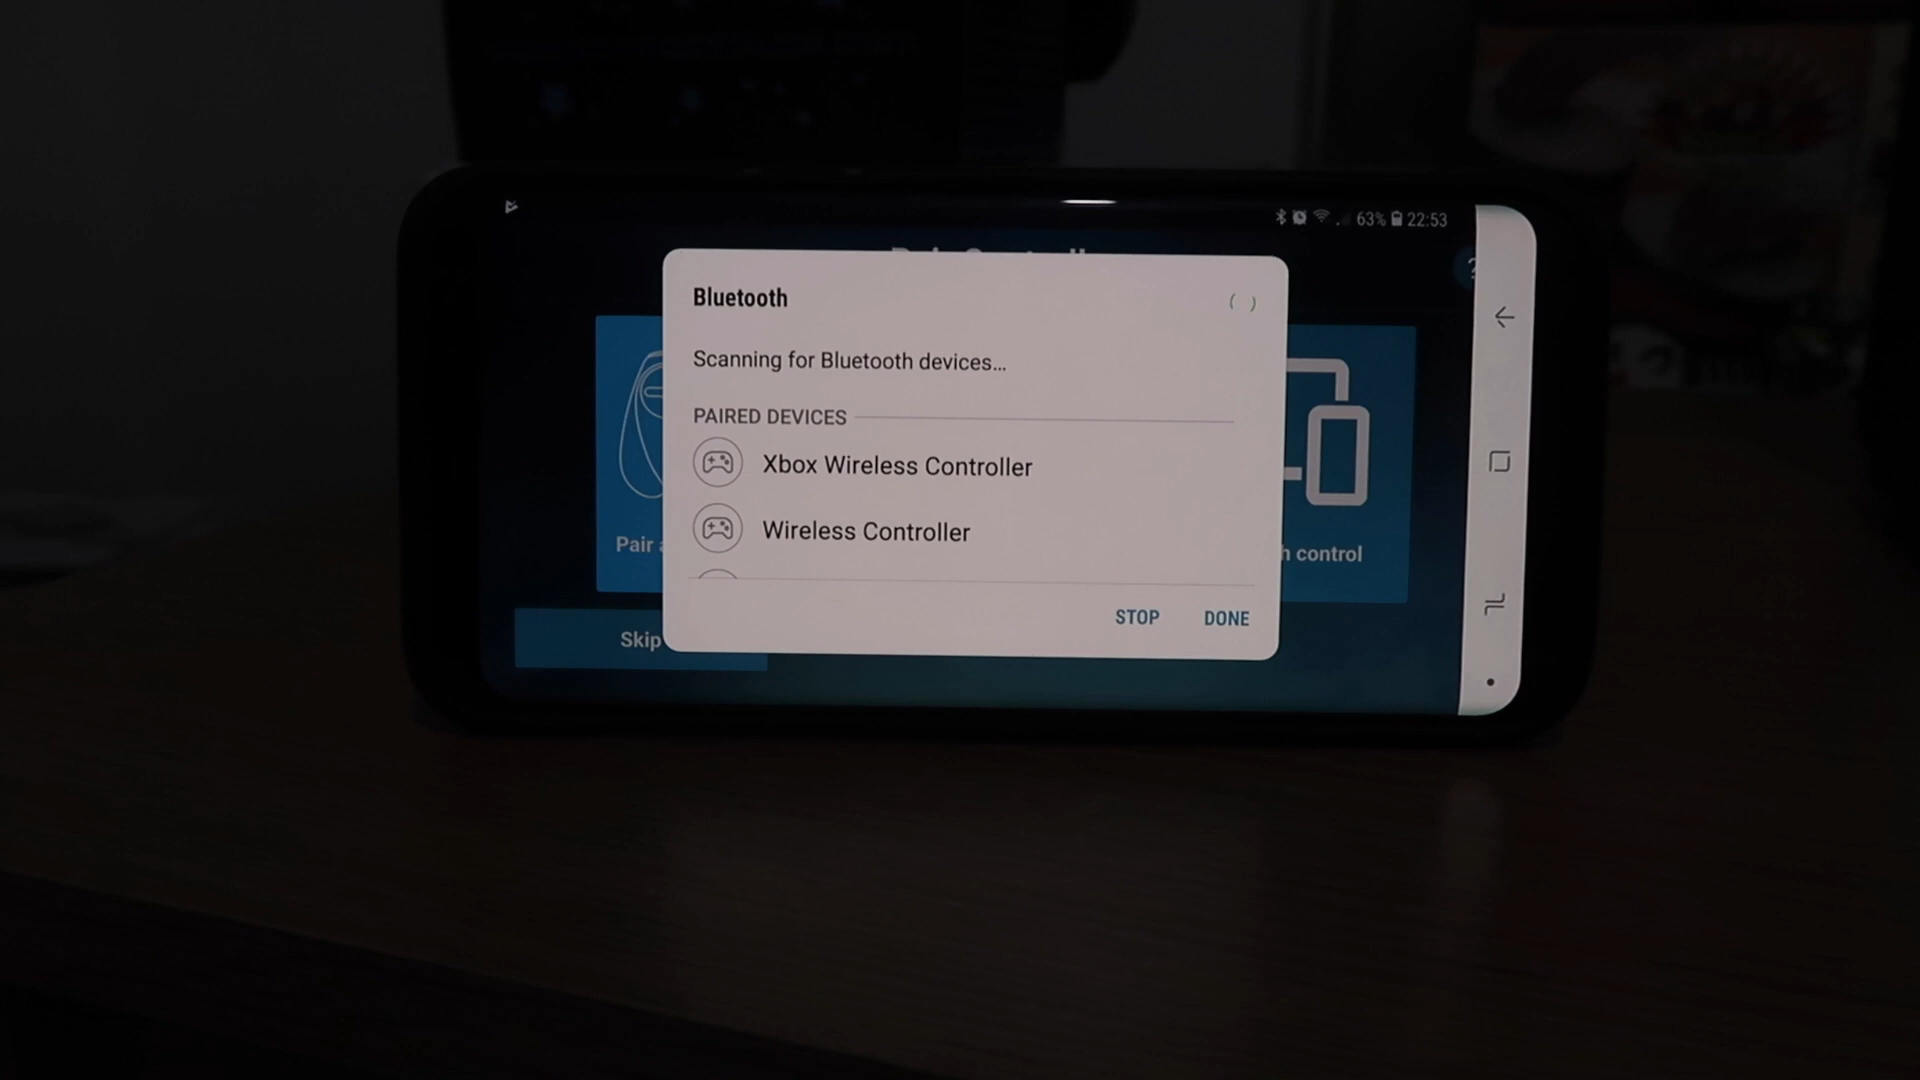 63% 22:53
Bluetooth
Scanning for Bluetooth devices...
PAIRED DEVICES
Xbox Wireless Controller
Wireless Controller
Pair
control
STOP DONE
Skip
?